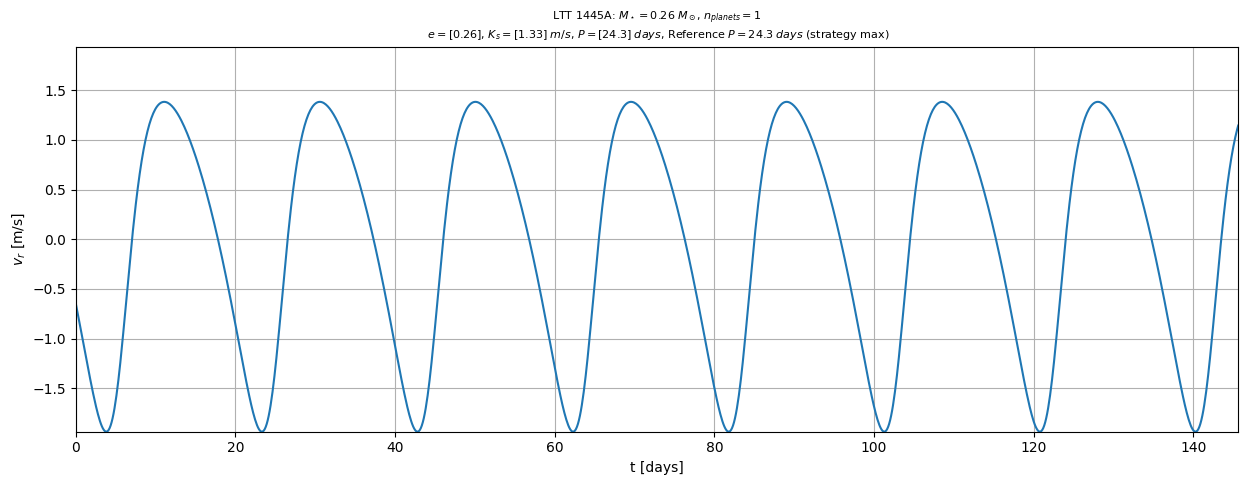 LTT 1445A: $M_\star = 0.26\ M_\odot$, $n_{planets} = 1$
$e = [0.26]$, $K_s = [1.33]\ m/s$, $P = [24.3]\ days$, Reference $P = 24.3\ days$ (strategy max)
1.5
1.0
0.5
0.0
−0.5
−1.0
−1.5
$v_r$ [m/s]
0 20 40 60 80 100 120 140
t [days]